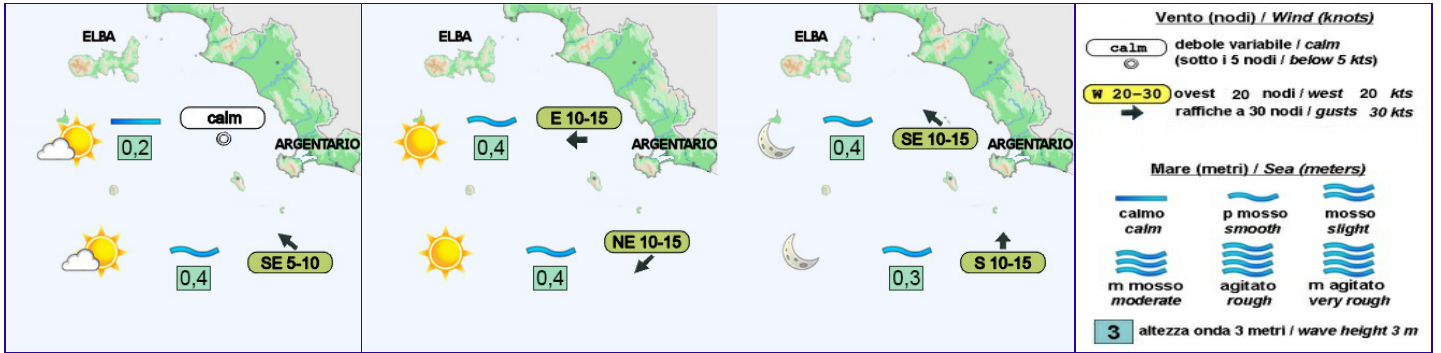 ELBA
calm
0,2
ARGENTARIO
0,4
SE 5-10
ELBA
E 10-15
0,4
ARGENTARIO
NE 10-15
0,4
ELBA
0,4
SE 10-15
ARGENTARIO
0,3
S 10-15
Vento (nodi) / Wind (knots)
calm debole variabile / calm
(sotto i 5 nodi / below 5 kts)
W 20-30 ovest 20 nodi / west 20 kts
raffiche a 30 nodi / gusts 30 kts
Mare (metri) / Sea (meters)
calmo p mosso mosso
calm smooth slight
m mosso agitato m agitato
moderate rough very rough
3 altezza onda 3 metri / wave height 3 m